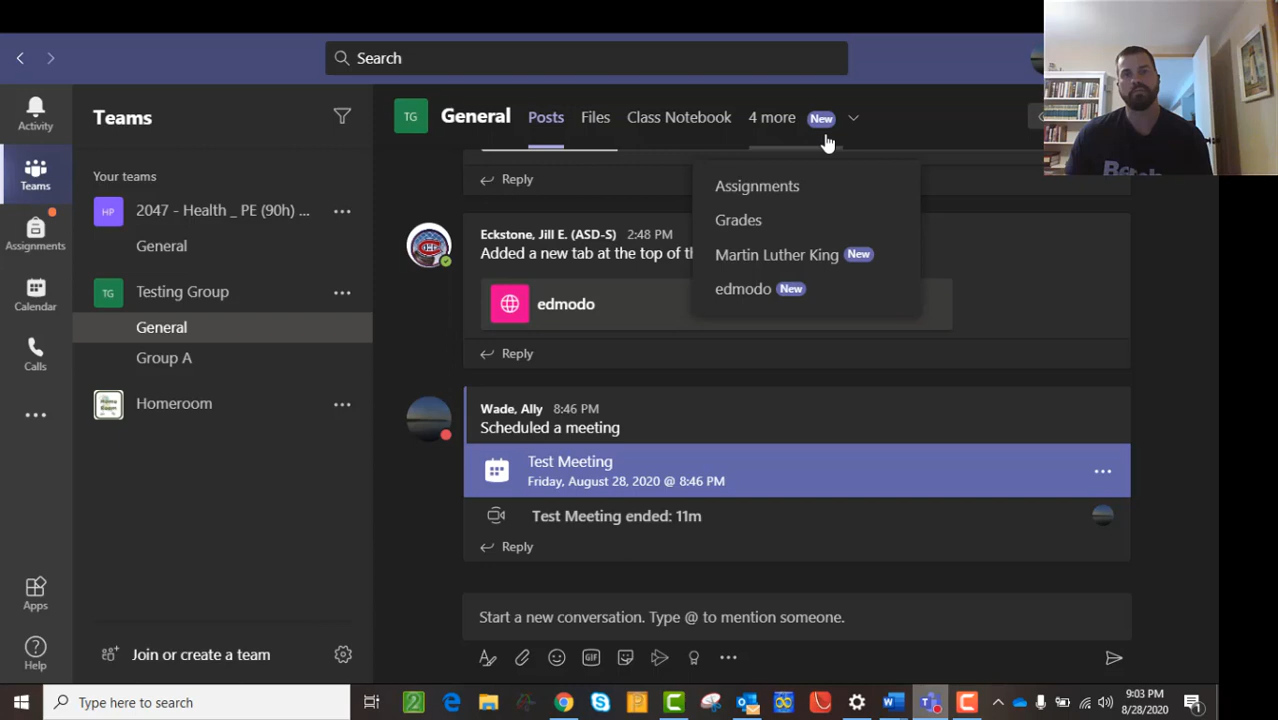 Search
Activity
Teams
Assignments
Calendar
Calls
Apps
Help
Teams
Your teams
HP 2047 - Health _ PE (90h) ...
General
TG Testing Group
General
Group A
Homeroom
Join or create a team
TG General Posts Files Class Notebook 4 more New
Assignments
Grades
Martin Luther King New
edmodo New
Reply
Eckstone, Jill E. (ASD-S) 2:48 PM
Added a new tab at the top of th
edmodo
Reply
Wade, Ally 8:46 PM
Scheduled a meeting
Test Meeting
Friday, August 28, 2020 @ 8:46 PM
Test Meeting ended: 11m
Reply
Start a new conversation. Type @ to mention someone.
GIF
Type here to search
9:03 PM
8/28/2020